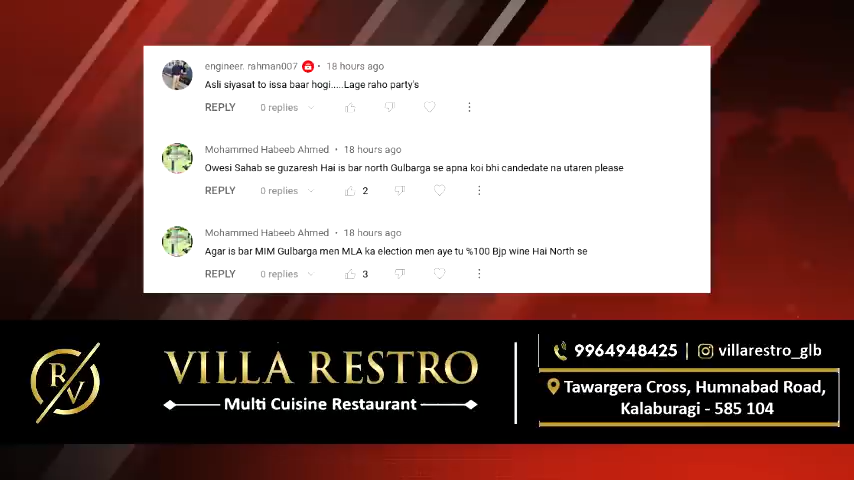 engineer. rahman007 • 18 hours ago
Asli siyasat to issa baar hogi.....Lage raho party's
REPLY 0 replies
Mohammed Habeeb Ahmed • 18 hours ago
Owesi Sahab se guzaresh Hai is bar north Gulbarga se apna koi bhi candedate na utaren please
REPLY 0 replies 2
Mohammed Habeeb Ahmed • 18 hours ago
Agar is bar MIM Gulbarga men MLA ka election men aye tu %100 Bjp wine Hai North se
REPLY 0 replies 3
RV
VILLA RESTRO
Multi Cuisine Restaurant
9964948425 | villarestro_glb
Tawargera Cross, Humnabad Road,
Kalaburagi - 585 104